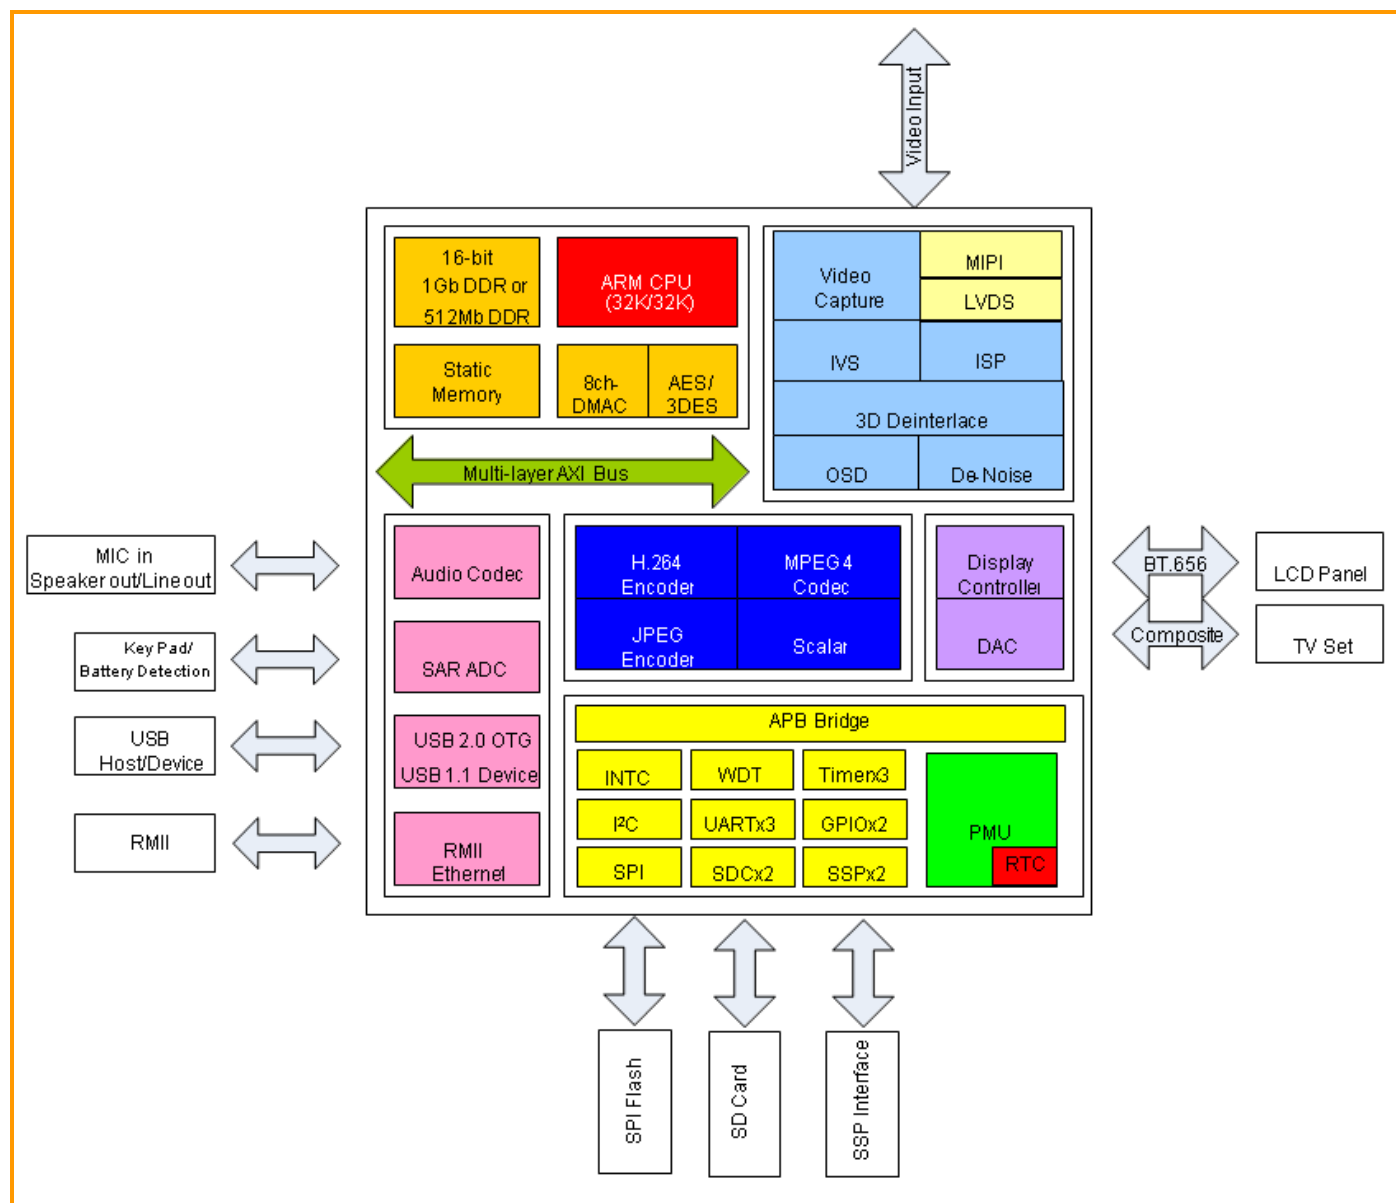 Video Input
16-bit
1Gb DDR or
512Mb DDR
ARM CPU
(32K/32K)
Static
Memory
8ch-
DMAC
AES/
3DES
Video
Capture
MIPI
LVDS
IVS
ISP
3D Deinterlace
OSD
De-Noise
Multi-layer AXI Bus
MIC in
Speaker out/Line out
Key Pad/
Battery Detection
USB
Host/Device
RMII
Audio Codec
SAR ADC
USB 2.0 OTG
USB 1.1 Device
RMII
Ethernet
H.264
Encoder
MPEG4
Codec
JPEG
Encoder
Scalar
Display
Controller
DAC
BT.656
Composite
LCD Panel
TV Set
APB Bridge
INTC
WDT
Timerx3
I²C
UARTx3
GPIOx2
SPI
SDCx2
SSPx2
PMU
RTC
SPI Flash
SD Card
SSP Interface